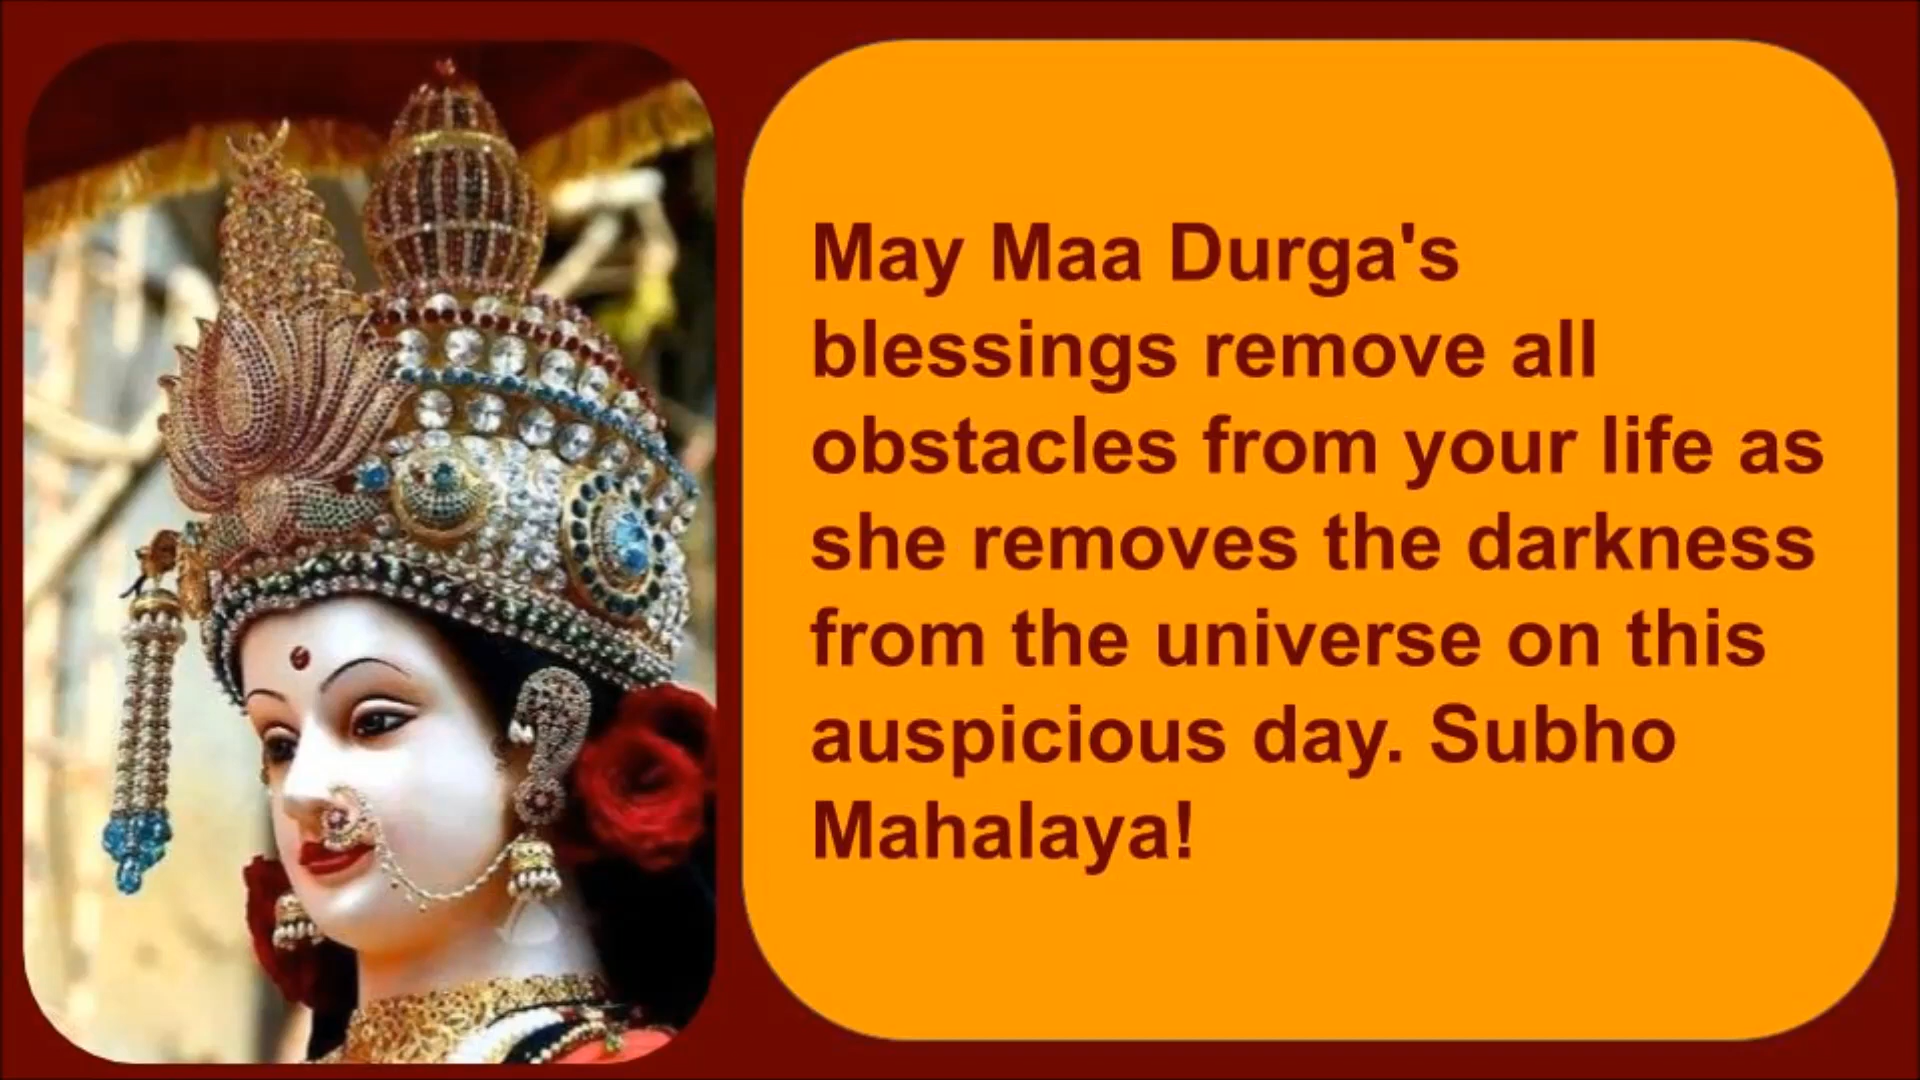 May Maa Durga's
blessings remove all
obstacles from your life as
she removes the darkness
from the universe on this
auspicious day. Subho
Mahalaya!